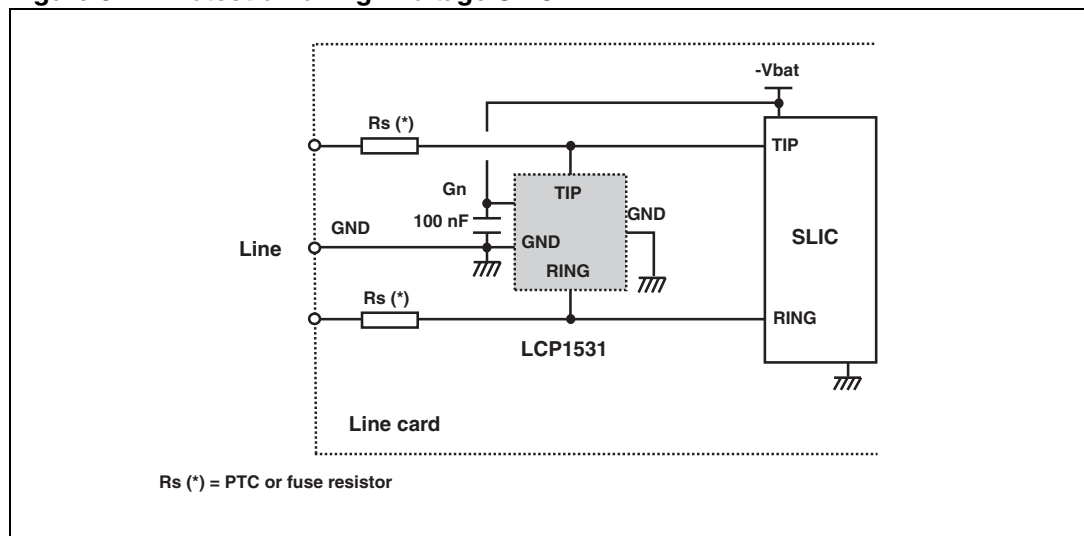 -Vbat
Rs (*)
TIP
Gn
TIP
100 nF
GND
GND
GND
Line
SLIC
RING
Rs (*)
RING
LCP1531
Line card
Rs (*) = PTC or fuse resistor